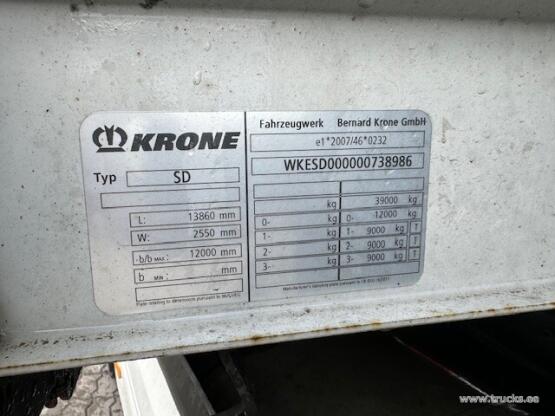 KRONE
Fahrzeugwerk Bernard Krone GmbH
e1*2007/46*0232
WKESD000000738986
Typ SD
L: 13860 mm
W: 2550 mm
b/b MAX.: 12000 mm
b MIN.: mm
kg 39000 kg
0- kg 0- 12000 kg
1- kg 1- 9000 kg T
2- kg 2- 9000 kg T
3- kg 3- 9000 kg T
www.trucks.ee